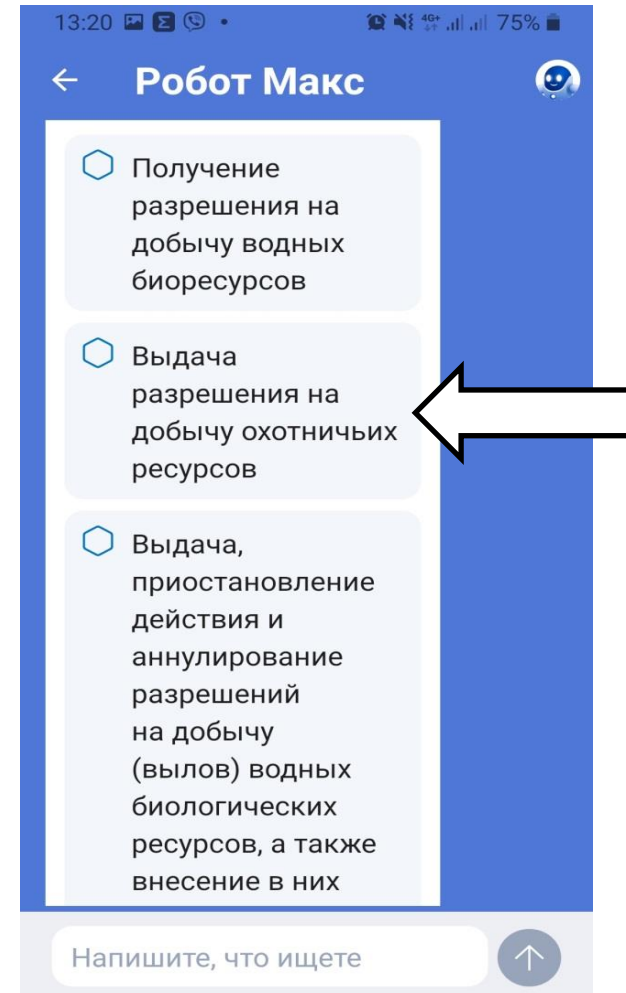 13:20 4G+ 75%
Робот Макс
Получение
разрешения на
добычу водных
биоресурсов
Выдача
разрешения на
добычу охотничьих
ресурсов
Выдача,
приостановление
действия и
аннулирование
разрешений
на добычу
(вылов) водных
биологических
ресурсов, а также
внесение в них
Напишите, что ищете